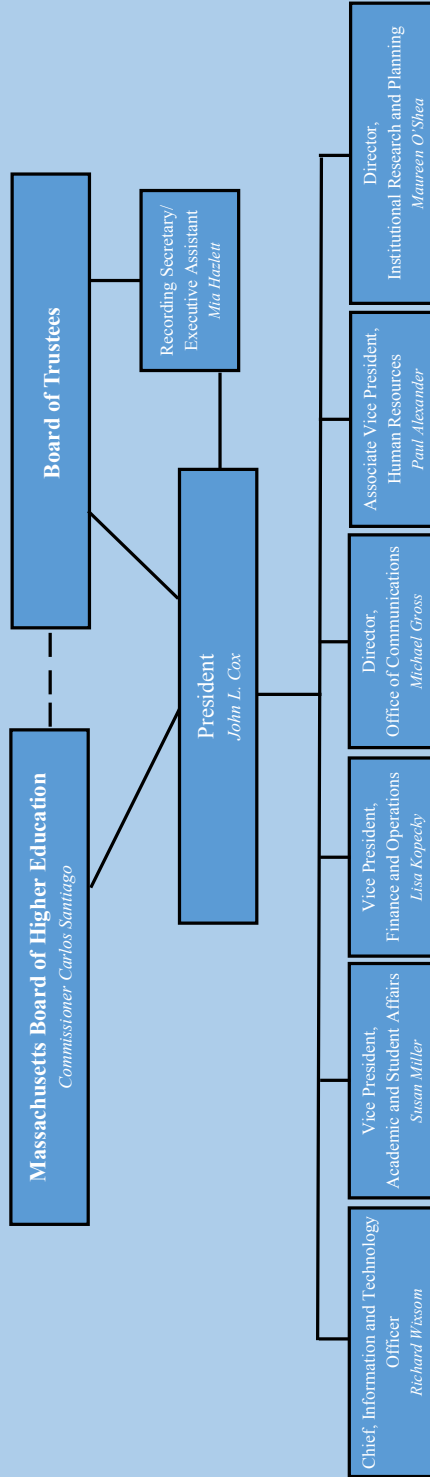 Massachusetts Board of Higher Education
Commissioner Carlos Santiago
Board of Trustees
Recording Secretary/
Executive Assistant
Mia Hazlett
President
John L. Cox
Chief, Information and Technology
Officer
Richard Wixsom
Vice President,
Academic and Student Affairs
Susan Miller
Vice President,
Finance and Operations
Lisa Kopecky
Director,
Office of Communications
Michael Gross
Associate Vice President,
Human Resources
Paul Alexander
Director,
Institutional Research and Planning
Maureen O'Shea